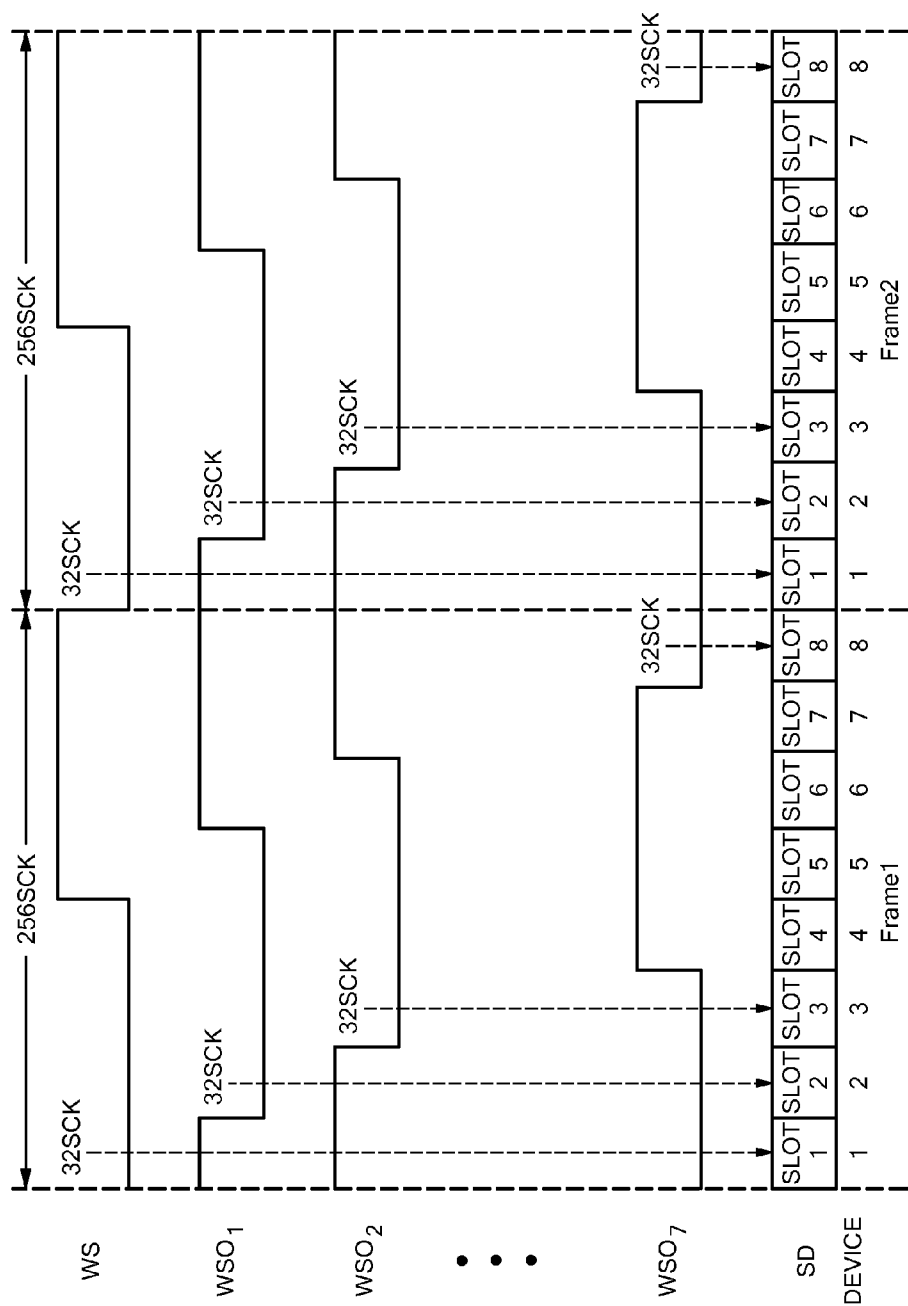 256SCK 256SCK
WS 32SCK 32SCK
WSO1 32SCK 32SCK
WSO2 32SCK 32SCK
WSO7 32SCK 32SCK
SD SLOT 1 SLOT 2 SLOT 3 SLOT 4 SLOT 5 SLOT 6 SLOT 7 SLOT 8 SLOT 1 SLOT 2 SLOT 3 SLOT 4 SLOT 5 SLOT 6 SLOT 7 SLOT 8
DEVICE 1 2 3 4 5 6 7 8 1 2 3 4 5 6 7 8
Frame1 Frame2